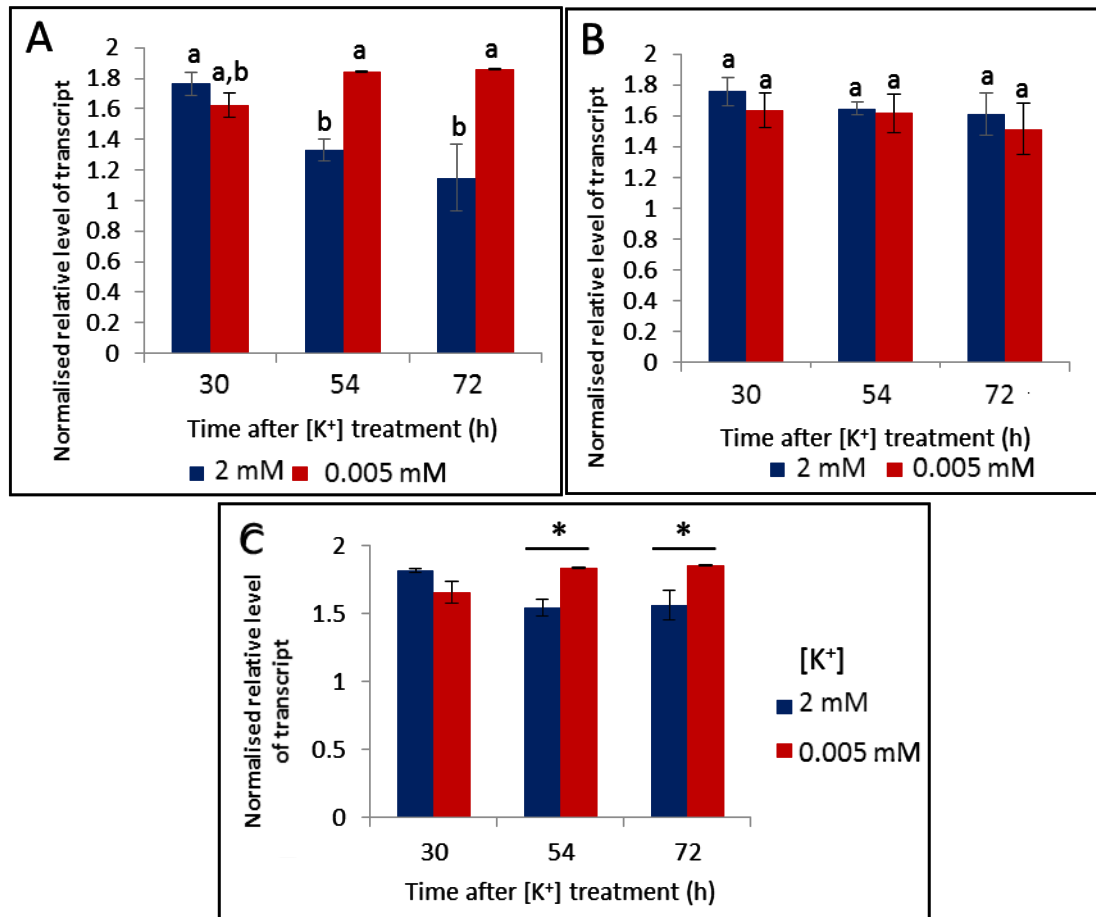 A
Normalised relative level of transcript
2
1.8
1.6
1.4
1.2
1
0.8
0.6
0.4
0.2
0
a
a,b
b
a
b
a
30
54
72
Time after [K⁺] treatment (h)
2 mM
0.005 mM
B
Normalised relative level of transcript
2
1.8
1.6
1.4
1.2
1
0.8
0.6
0.4
0.2
0
a
a
a
a
a
a
30
54
72
Time after [K⁺] treatment (h)
2 mM
0.005 mM
C
Normalised relative level
of transcript
2
1.5
1
0.5
0
*
*
30
54
72
Time after [K⁺] treatment (h)
[K⁺]
2 mM
0.005 mM